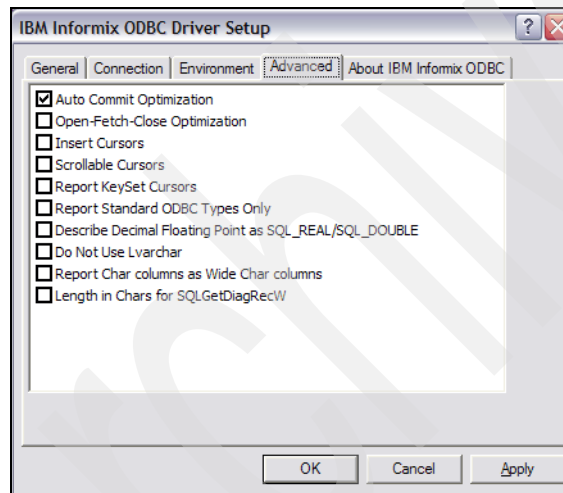 IBM Informix ODBC Driver Setup
General Connection Environment Advanced About IBM Informix ODBC
Auto Commit Optimization
Open-Fetch-Close Optimization
Insert Cursors
Scrollable Cursors
Report KeySet Cursors
Report Standard ODBC Types Only
Describe Decimal Floating Point as SQL_REAL/SQL_DOUBLE
Do Not Use Lvarchar
Report Char columns as Wide Char columns
Length in Chars for SQLGetDiagRecW
OK Cancel Apply